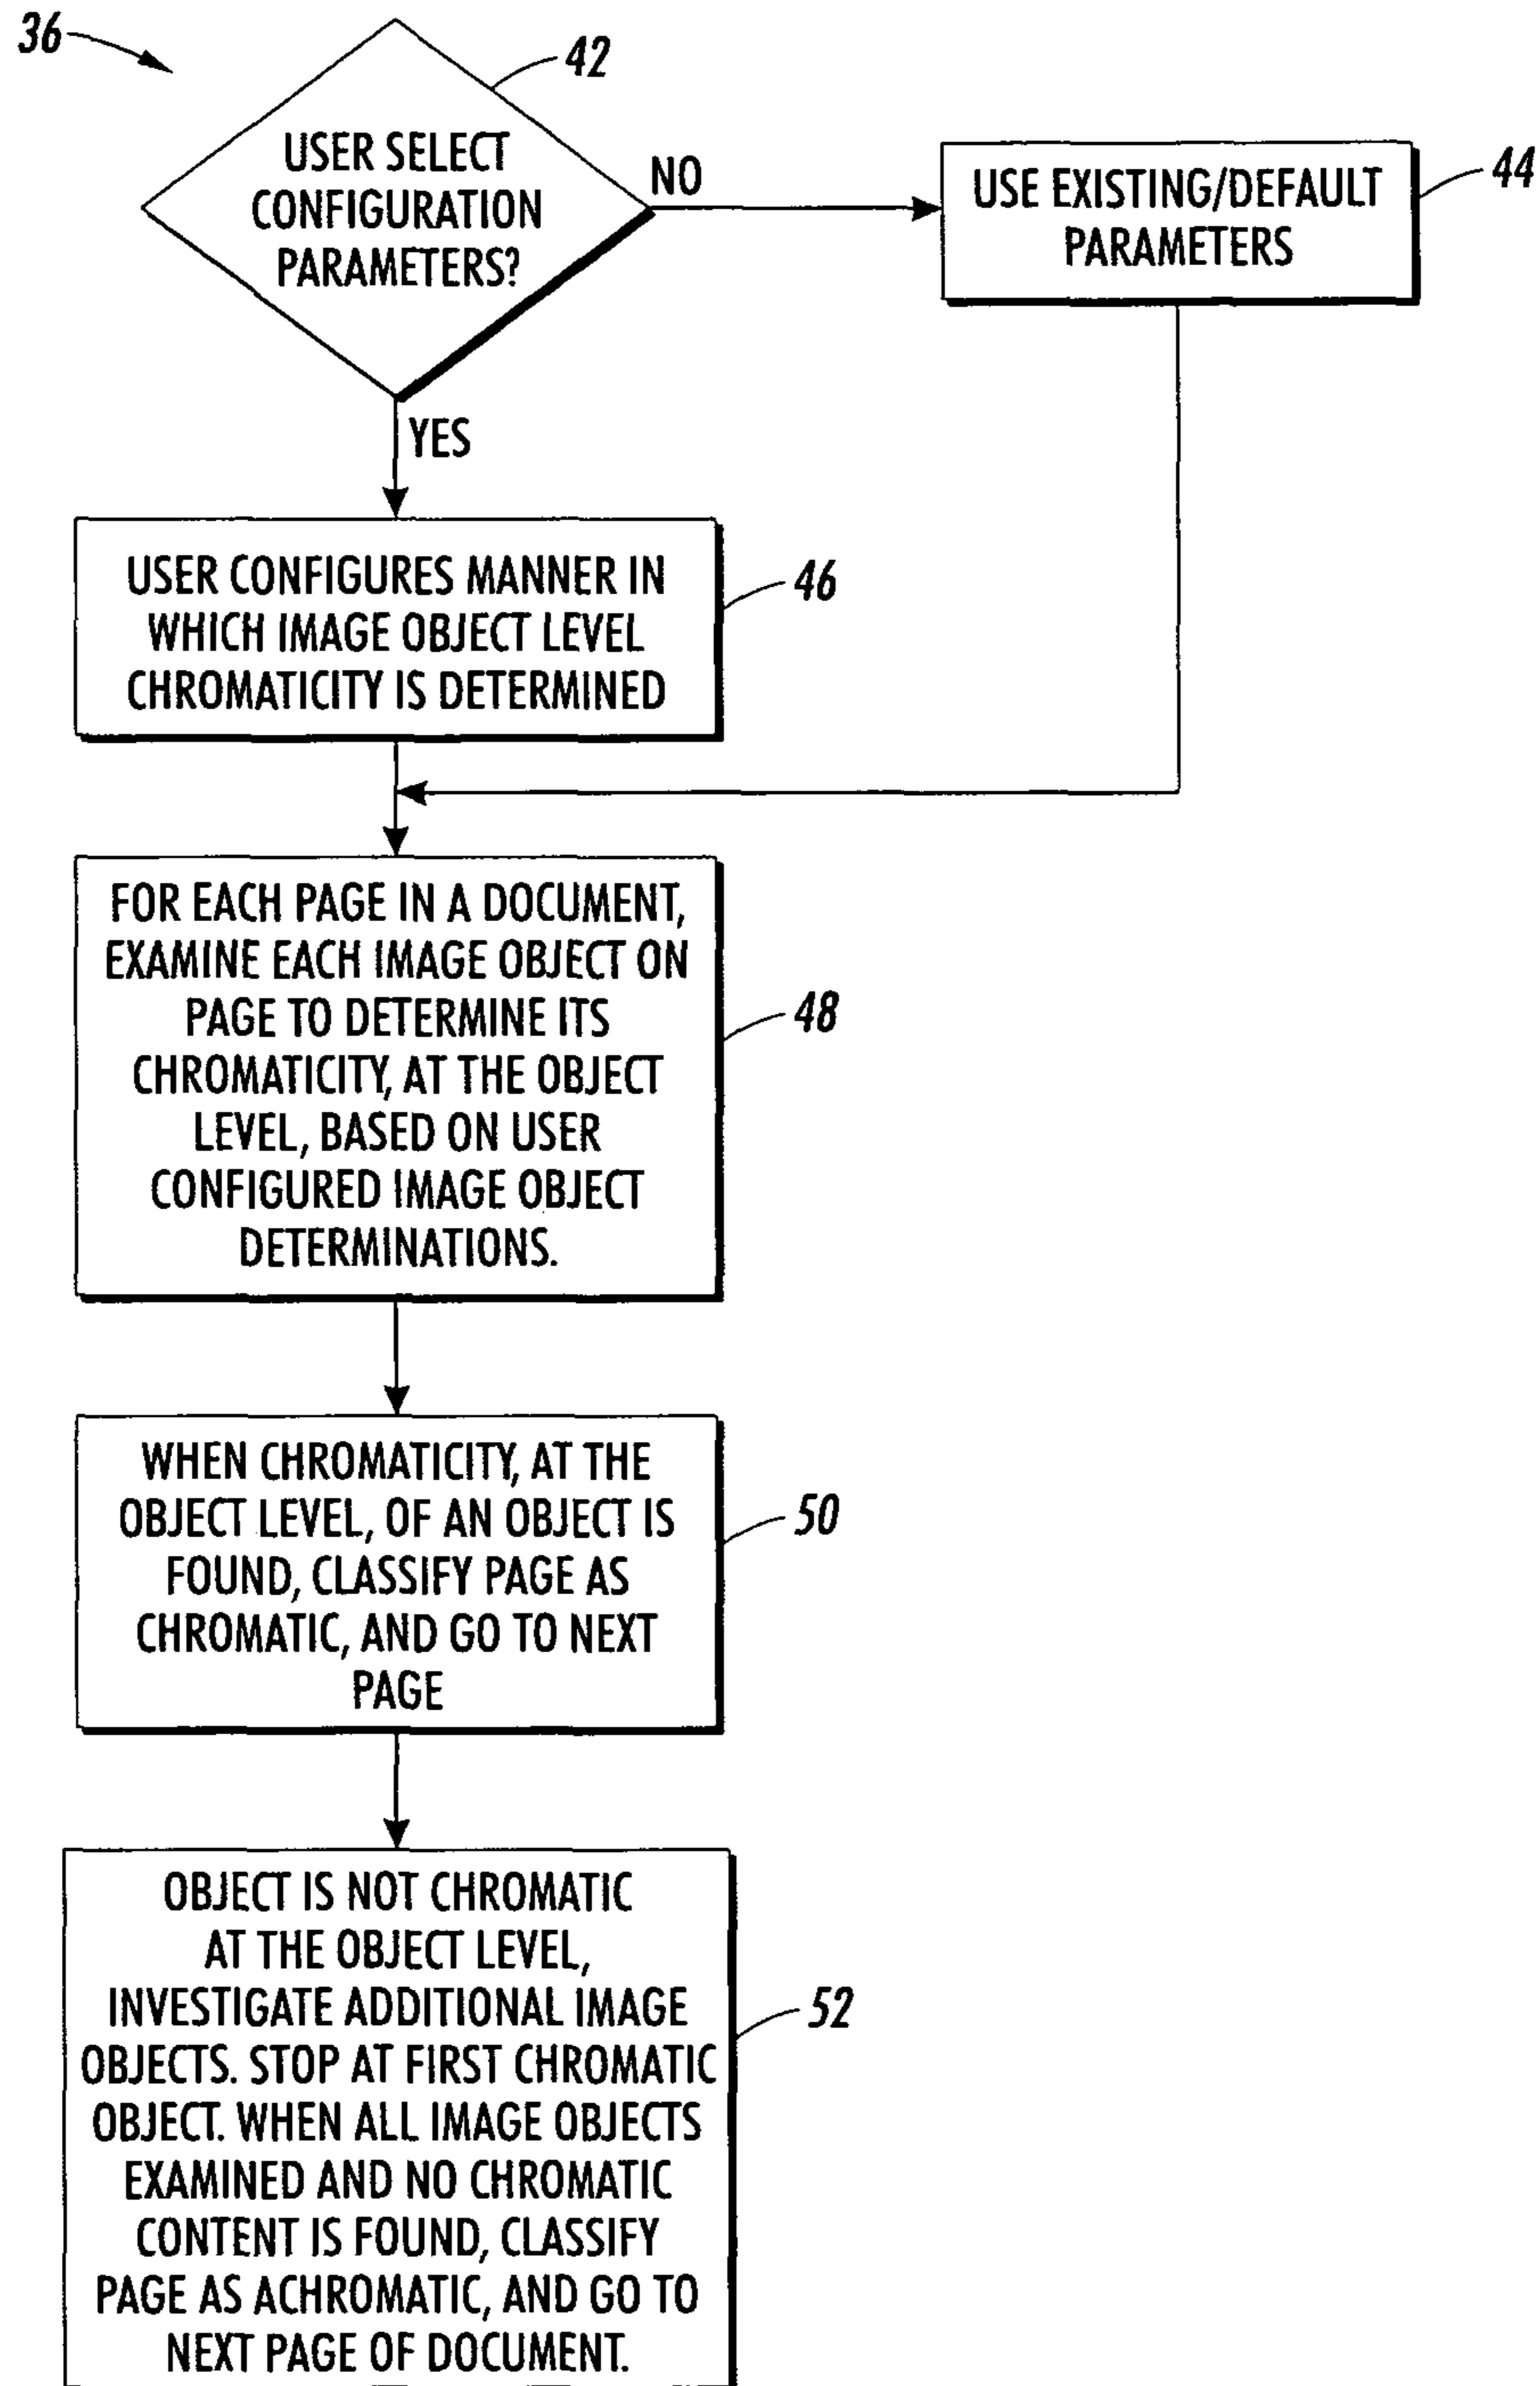 36
42
USER SELECT
CONFIGURATION
PARAMETERS?
NO
USE EXISTING/DEFAULT
PARAMETERS
44
YES
USER CONFIGURES MANNER IN
WHICH IMAGE OBJECT LEVEL
CHROMATICITY IS DETERMINED
46
FOR EACH PAGE IN A DOCUMENT,
EXAMINE EACH IMAGE OBJECT ON
PAGE TO DETERMINE ITS
CHROMATICITY, AT THE OBJECT
LEVEL, BASED ON USER
CONFIGURED IMAGE OBJECT
DETERMINATIONS.
48
WHEN CHROMATICITY, AT THE
OBJECT LEVEL, OF AN OBJECT IS
FOUND, CLASSIFY PAGE AS
CHROMATIC, AND GO TO NEXT
PAGE
50
OBJECT IS NOT CHROMATIC
AT THE OBJECT LEVEL,
INVESTIGATE ADDITIONAL IMAGE
OBJECTS. STOP AT FIRST CHROMATIC
OBJECT. WHEN ALL IMAGE OBJECTS
EXAMINED AND NO CHROMATIC
CONTENT IS FOUND, CLASSIFY
PAGE AS ACHROMATIC, AND GO TO
NEXT PAGE OF DOCUMENT.
52